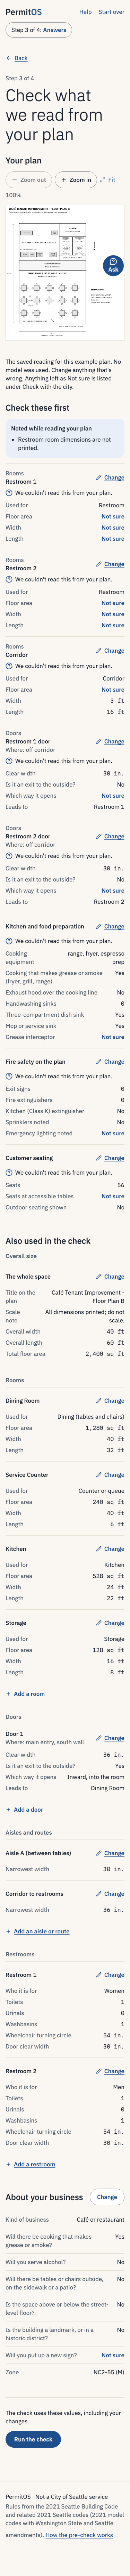 PermitOS
Help
Start over
Step 3 of 4: Answers
Back
Step 3 of 4
Check what
we read from
your plan
Your plan
Zoom out
Zoom in
Fit
100%
Ask
The saved reading for this example plan. No
model was used. Change anything that's
wrong. Anything left as Not sure is listed
under Check with the city.
Check these first
Noted while reading your plan
Restroom room dimensions are not
printed.
Rooms
Restroom 1
Change
We couldn't read this from your plan.
Used for Restroom
Floor area Not sure
Width Not sure
Length Not sure
Rooms
Restroom 2
Change
We couldn't read this from your plan.
Used for Restroom
Floor area Not sure
Width Not sure
Length Not sure
Rooms
Corridor
Change
We couldn't read this from your plan.
Used for Corridor
Floor area Not sure
Width 3 ft
Length 16 ft
Doors
Restroom 1 door
Where: off corridor
Change
We couldn't read this from your plan.
Clear width 30 in.
Is it an exit to the outside? No
Which way it opens Not sure
Leads to Restroom 1
Doors
Restroom 2 door
Where: off corridor
Change
We couldn't read this from your plan.
Clear width 30 in.
Is it an exit to the outside? No
Which way it opens Not sure
Leads to Restroom 2
Kitchen and food preparation Change
We couldn't read this from your plan.
Cooking range, fryer, espresso
equipment prep
Cooking that makes grease or smoke Yes
(fryer, grill, range)
Exhaust hood over the cooking line No
Handwashing sinks 0
Three-compartment dish sink Yes
Mop or service sink Yes
Grease interceptor Not sure
Fire safety on the plan Change
We couldn't read this from your plan.
Exit signs 0
Fire extinguishers 0
Kitchen (Class K) extinguisher No
Sprinklers noted No
Emergency lighting noted Not sure
Customer seating Change
We couldn't read this from your plan.
Seats 56
Seats at accessible tables Not sure
Outdoor seating shown No
Also used in the check
Overall size
The whole space Change
Title on the Café Tenant Improvement -
plan Floor Plan B
Scale All dimensions printed; do not
note scale.
Overall width 40 ft
Overall length 60 ft
Total floor area 2,400 sq ft
Rooms
Dining Room Change
Used for Dining (tables and chairs)
Floor area 1,280 sq ft
Width 40 ft
Length 32 ft
Service Counter Change
Used for Counter or queue
Floor area 240 sq ft
Width 40 ft
Length 6 ft
Kitchen Change
Used for Kitchen
Floor area 528 sq ft
Width 24 ft
Length 22 ft
Storage Change
Used for Storage
Floor area 128 sq ft
Width 16 ft
Length 8 ft
Add a room
Doors
Door 1
Where: main entry, south wall
Change
Clear width 36 in.
Is it an exit to the outside? Yes
Which way it opens Inward, into the room
Leads to Dining Room
Add a door
Aisles and routes
Aisle A (between tables) Change
Narrowest width 30 in.
Corridor to restrooms Change
Narrowest width 36 in.
Add an aisle or route
Restrooms
Restroom 1 Change
Who it is for Women
Toilets 1
Urinals 0
Washbasins 1
Wheelchair turning circle 54 in.
Door clear width 30 in.
Restroom 2 Change
Who it is for Men
Toilets 1
Urinals 0
Washbasins 1
Wheelchair turning circle 54 in.
Door clear width 30 in.
Add a restroom
About your business Change
Kind of business Café or restaurant
Will there be cooking that makes Yes
grease or smoke?
Will you serve alcohol? No
Will there be tables or chairs outside, No
on the sidewalk or a patio?
Is the space above or below the street- No
level floor?
Is the building a landmark, or in a No
historic district?
Will you put up a new sign? Not sure
Zone NC2-55 (M)
The check uses these values, including your
changes.
Run the check
PermitOS · Not a City of Seattle service
Rules from the 2021 Seattle Building Code
and related 2021 Seattle codes (2021 model
codes with Washington State and Seattle
amendments). How the pre-check works